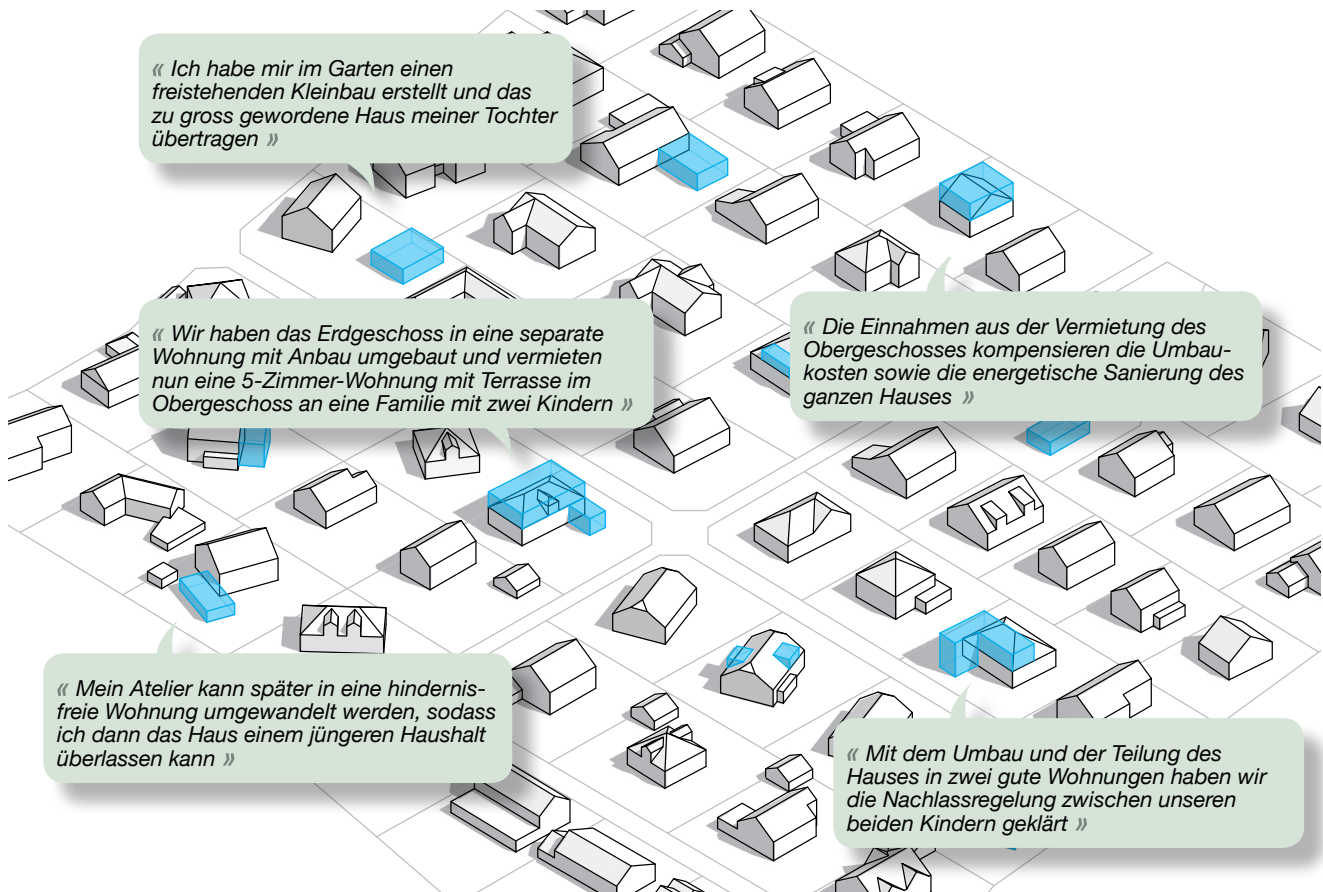 « Ich habe mir im Garten einen
freistehenden Kleinbau erstellt und das
zu gross gewordene Haus meiner Tochter
übertragen »
« Wir haben das Erdgeschoss in eine separate
Wohnung mit Anbau umgebaut und vermieten
nun eine 5-Zimmer-Wohnung mit Terrasse im
Obergeschoss an eine Familie mit zwei Kindern »
« Die Einnahmen aus der Vermietung des
Obergeschosses kompensieren die Umbau-
kosten sowie die energetische Sanierung des
ganzen Hauses »
« Mein Atelier kann später in eine hindernis-
freie Wohnung umgewandelt werden, sodass
ich dann das Haus einem jüngeren Haushalt
überlassen kann »
« Mit dem Umbau und der Teilung des
Hauses in zwei gute Wohnungen haben wir
die Nachlassregelung zwischen unseren
beiden Kindern geklärt »